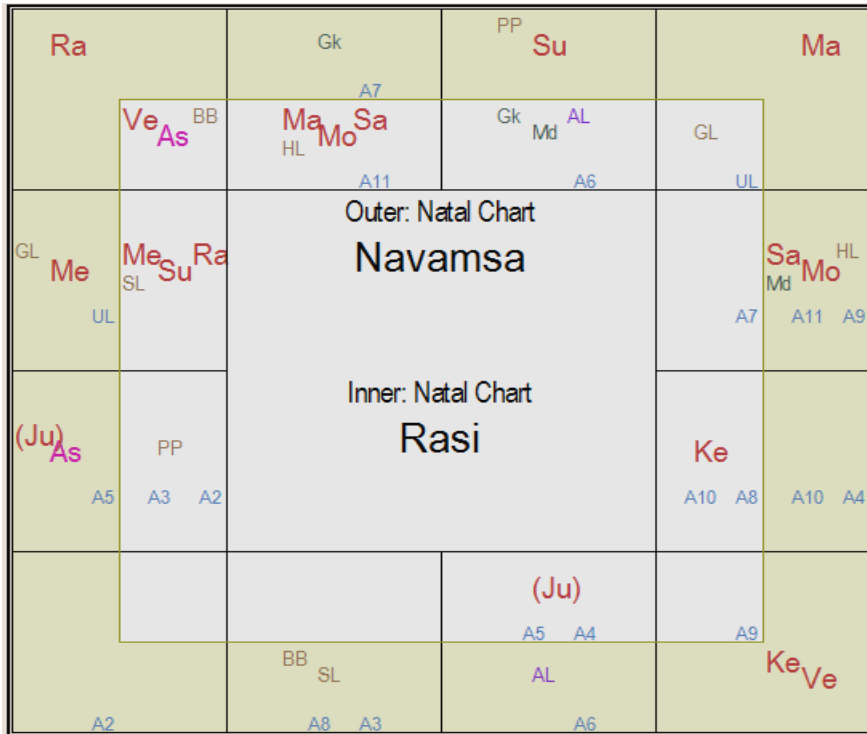 Ra
Gk
PP Su
Ma
A7
Ve As BB
Ma Mo Sa
HL
Gk Md AL
GL
A11
A6
UL
Outer: Natal Chart
Navamsa
GL Me
UL
Me Su Ra
SL
A7
Sa Mo HL
Md
A11 A9
Inner: Natal Chart
Rasi
(Ju) As
A5
PP
A3 A2
Ke
A10 A8
A10 A4
(Ju)
A5 A4
A9
BB SL
AL
Ke Ve
A2
A8 A3
A6